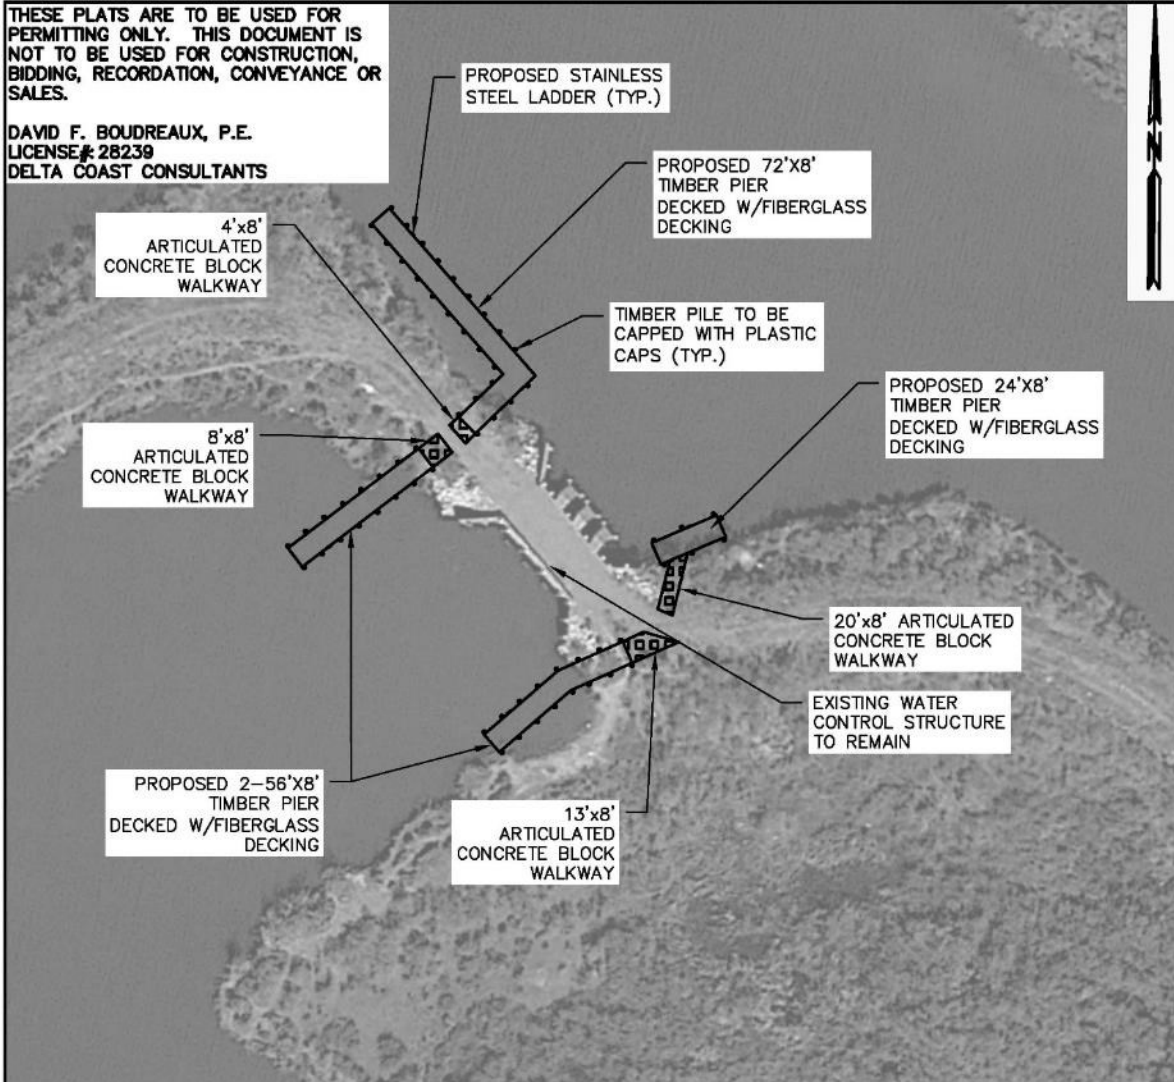 THESE PLATS ARE TO BE USED FOR
PERMITTING ONLY. THIS DOCUMENT IS
NOT TO BE USED FOR CONSTRUCTION,
BIDDING, RECORDATION, CONVEYANCE OR
SALES.
DAVID F. BOUDREAUX, P.E.
LICENSE#: 28239
DELTA COAST CONSULTANTS
N
PROPOSED STAINLESS
STEEL LADDER (TYP.)
PROPOSED 72'X8'
TIMBER PIER
DECKED W/FIBERGLASS
DECKING
4'x8'
ARTICULATED
CONCRETE BLOCK
WALKWAY
TIMBER PILE TO BE
CAPPED WITH PLASTIC
CAPS (TYP.)
PROPOSED 24'X8'
TIMBER PIER
DECKED W/FIBERGLASS
DECKING
8'x8'
ARTICULATED
CONCRETE BLOCK
WALKWAY
20'x8' ARTICULATED
CONCRETE BLOCK
WALKWAY
EXISTING WATER
CONTROL STRUCTURE
TO REMAIN
PROPOSED 2-56'X8'
TIMBER PIER
DECKED W/FIBERGLASS
DECKING
13'x8'
ARTICULATED
CONCRETE BLOCK
WALKWAY